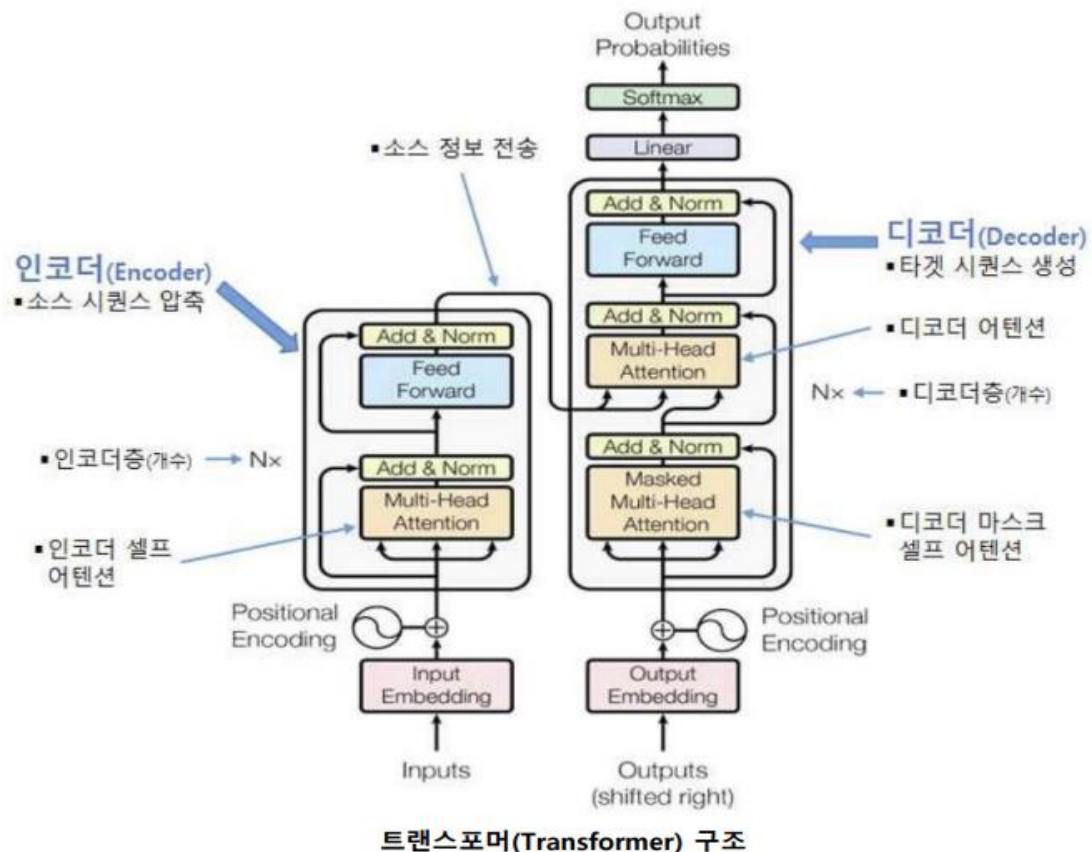 Output
Probabilities
Softmax
Linear
▪소스 정보 전송
Add & Norm
Feed
Forward
디코더(Decoder)
▪타겟 시퀀스 생성
인코더(Encoder)
▪소스 시퀀스 압축
Add & Norm
Multi-Head
Attention
▪디코더 어텐션
Add & Norm
Feed
Forward
Nx
▪디코더층(개수)
▪인코더층(개수)
Nx
Add & Norm
Multi-Head
Attention
Add & Norm
Masked
Multi-Head
Attention
▪인코더 셀프
어텐션
▪디코더 마스크
셀프 어텐션
Positional
Encoding
Positional
Encoding
Input
Embedding
Output
Embedding
Inputs
Outputs
(shifted right)
트랜스포머(Transformer) 구조